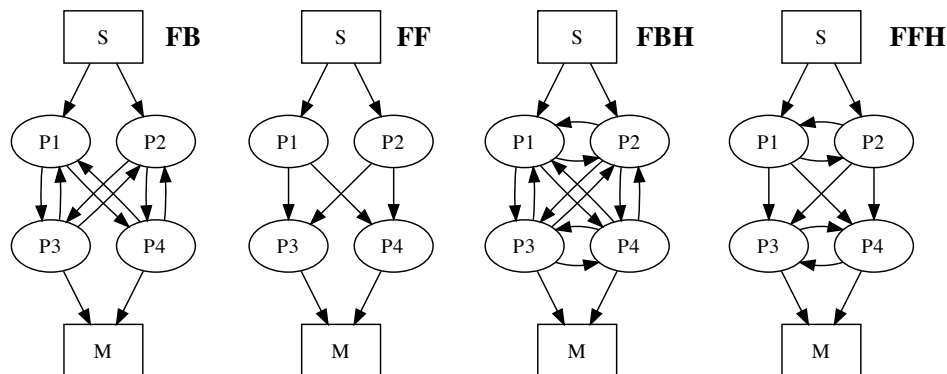 S FB S FF S FBH S FFH
P1 P2 P1 P2 P1 P2 P1 P2
P3 P4 P3 P4 P3 P4 P3 P4
M M M M